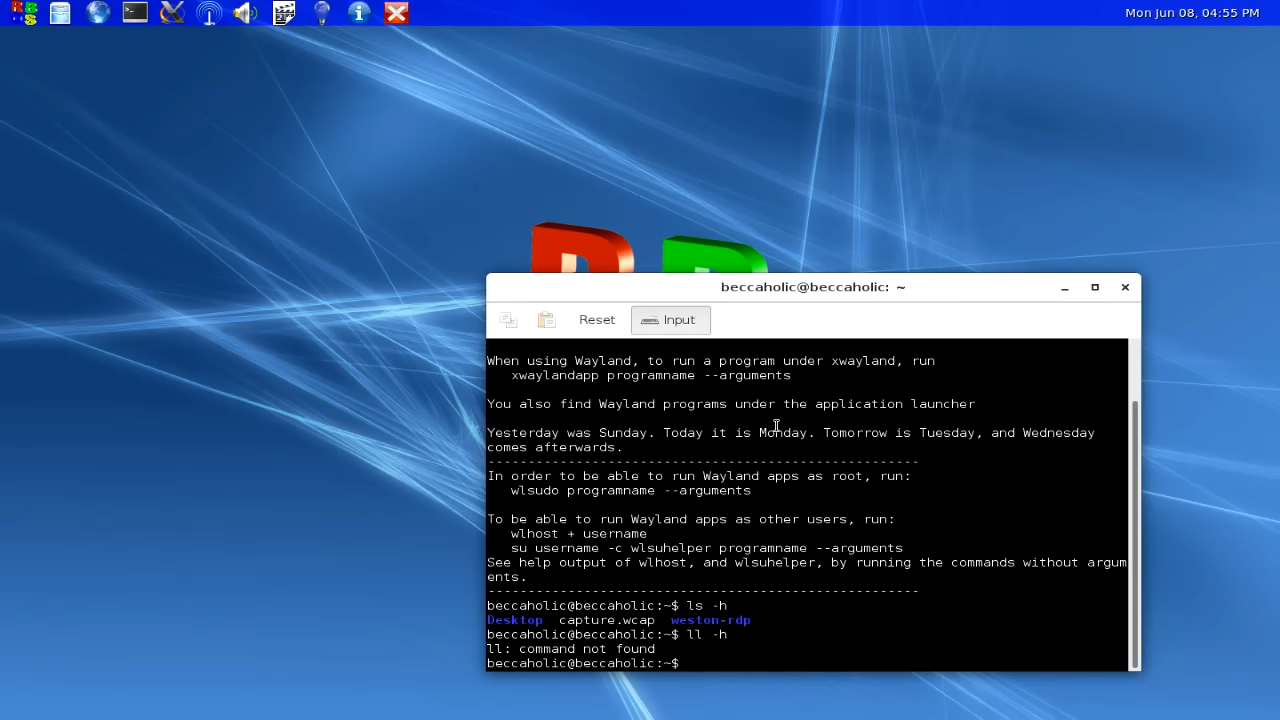 Mon Jun 08, 04:55 PM
beccaholic@beccaholic: ~
Reset
Input
When using Wayland, to run a program under xwayland, run
xwaylandapp programname --arguments
You also find Wayland programs under the application launcher
Yesterday was Sunday. Today it is Monday. Tomorrow is Tuesday, and Wednesday
comes afterwards.
------------------------------------------------------
In order to be able to run Wayland apps as root, run:
wlsudo programname --arguments
To be able to run Wayland apps as other users, run:
wlhost + username
su username -c wlsuhelper programname --arguments
See help output of wlhost, and wlsuhelper, by running the commands without argum
ents.
------------------------------------------------------
beccaholic@beccaholic:~$ ls -h
Desktop  capture.wcap  weston-rdp
beccaholic@beccaholic:~$ ll -h
ll: command not found
beccaholic@beccaholic:~$